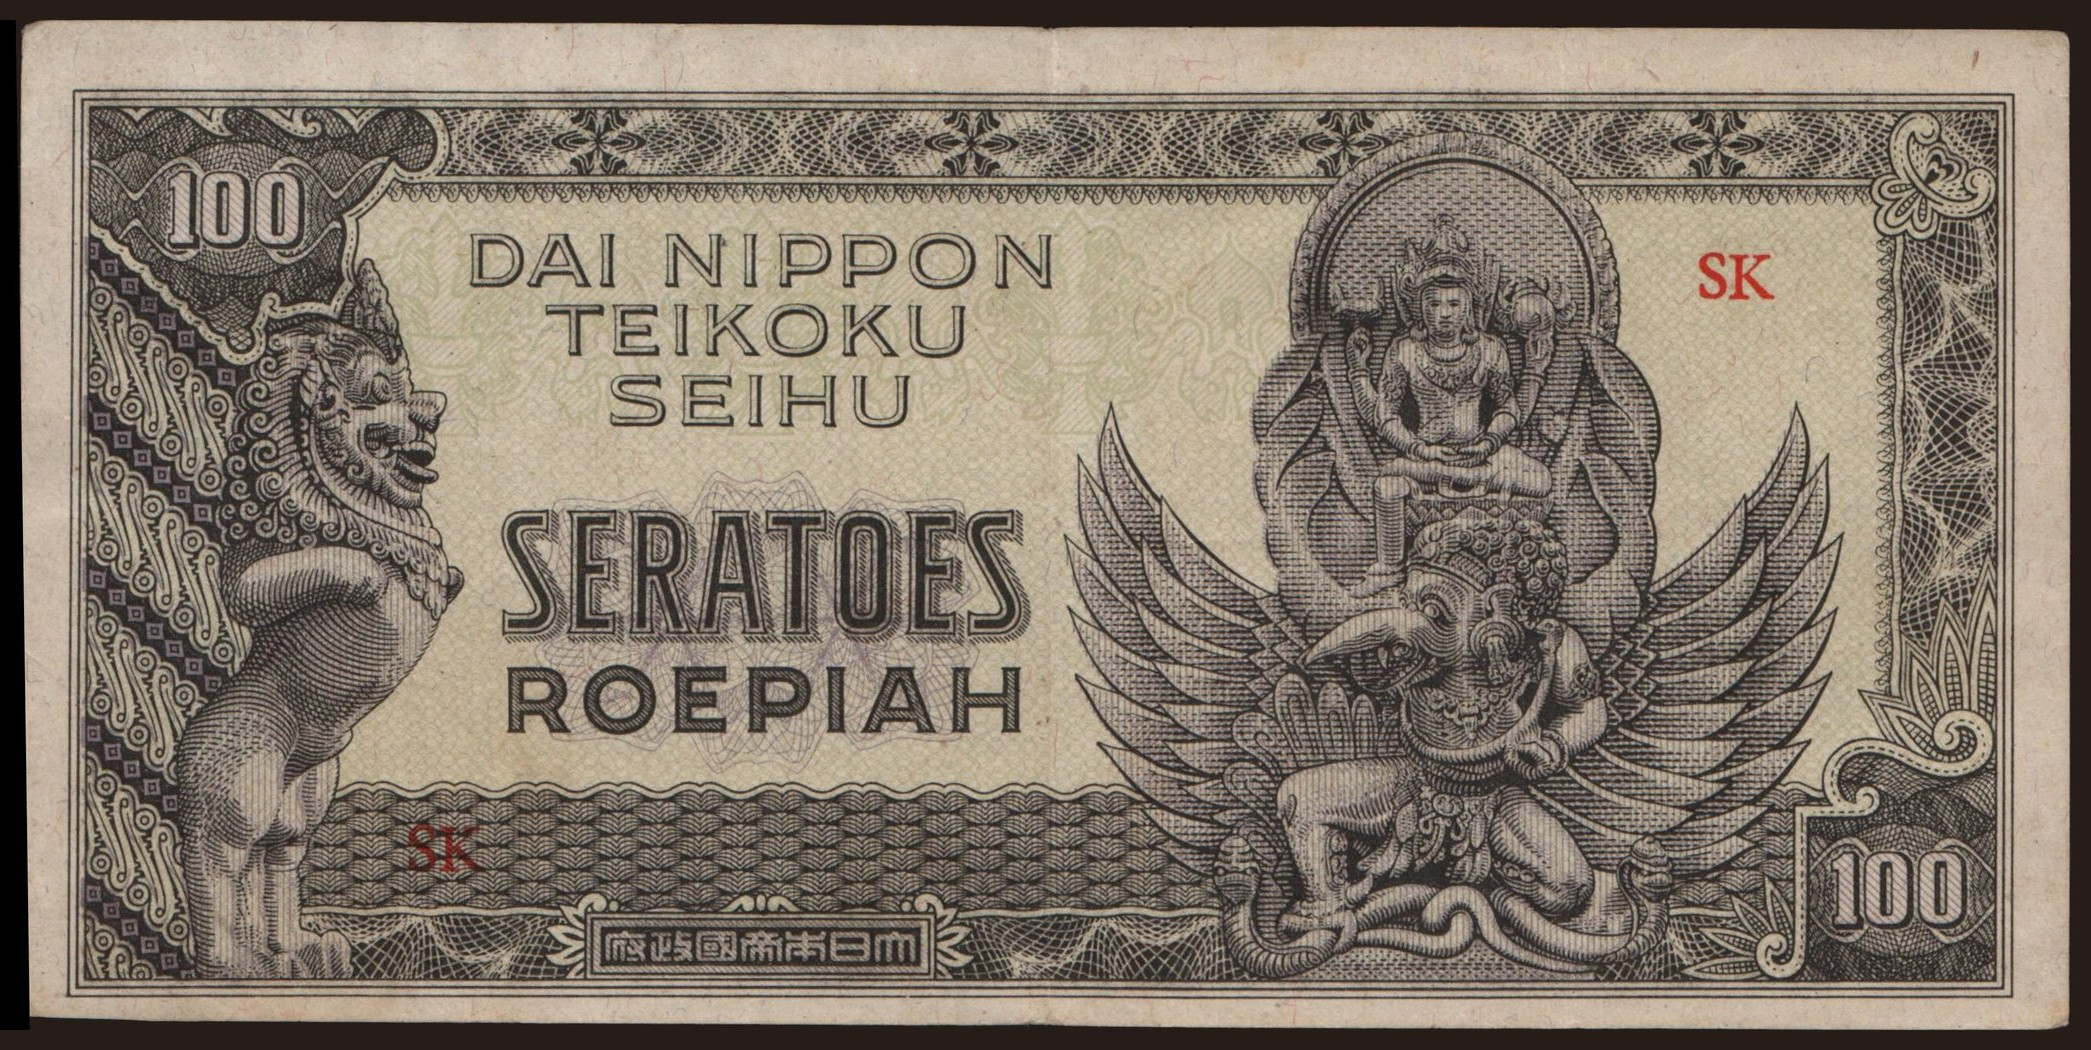 100
DAI NIPPON
TEIKOKU
SEIHU
SK
SERATOES
ROEPIAH
SK
府政國帝本日大
100